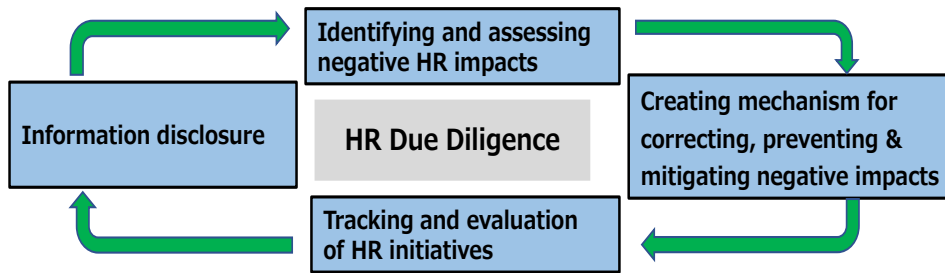 Identifying and assessing
negative HR impacts
Creating mechanism for
correcting, preventing &
mitigating negative impacts
Information disclosure
HR Due Diligence
Tracking and evaluation
of HR initiatives